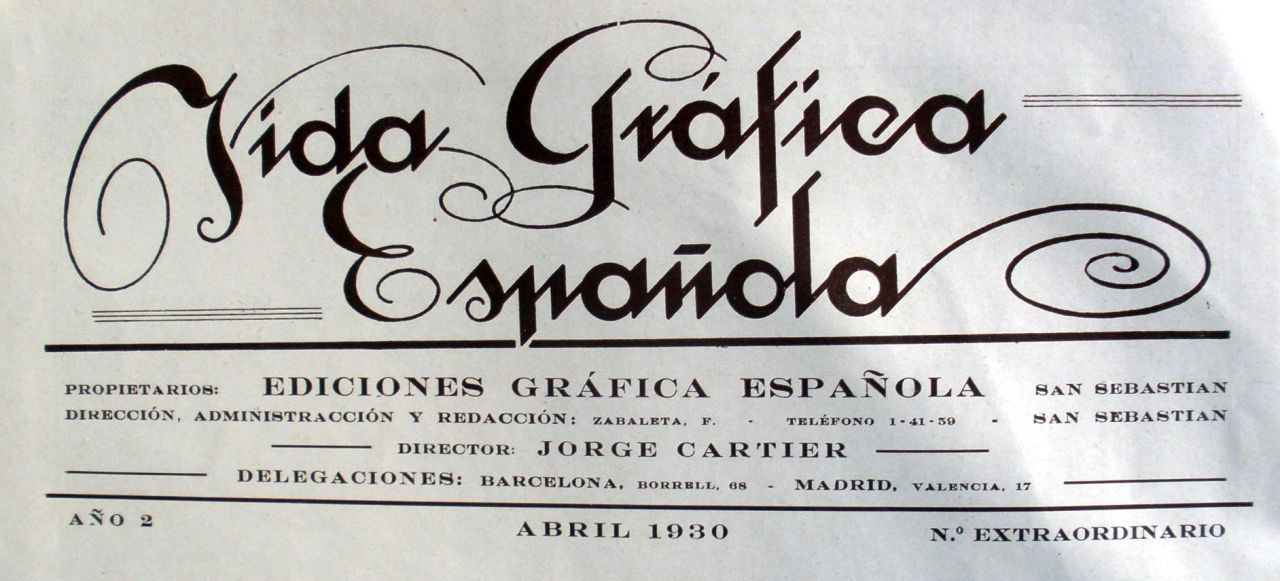 Vida Gráfica
Española
PROPIETARIOS: EDICIONES GRÁFICA ESPAÑOLA SAN SEBASTIAN
DIRECCIÓN, ADMINISTRACCIÓN Y REDACCIÓN: ZABALETA, F. - TELÉFONO 1-41-59 - SAN SEBASTIAN
DIRECTOR: JORGE CARTIER
DELEGACIONES: BARCELONA, BORRELL, 68 - MADRID, VALENCIA, 17
AÑO 2 ABRIL 1930 N.º EXTRAORDINARIO